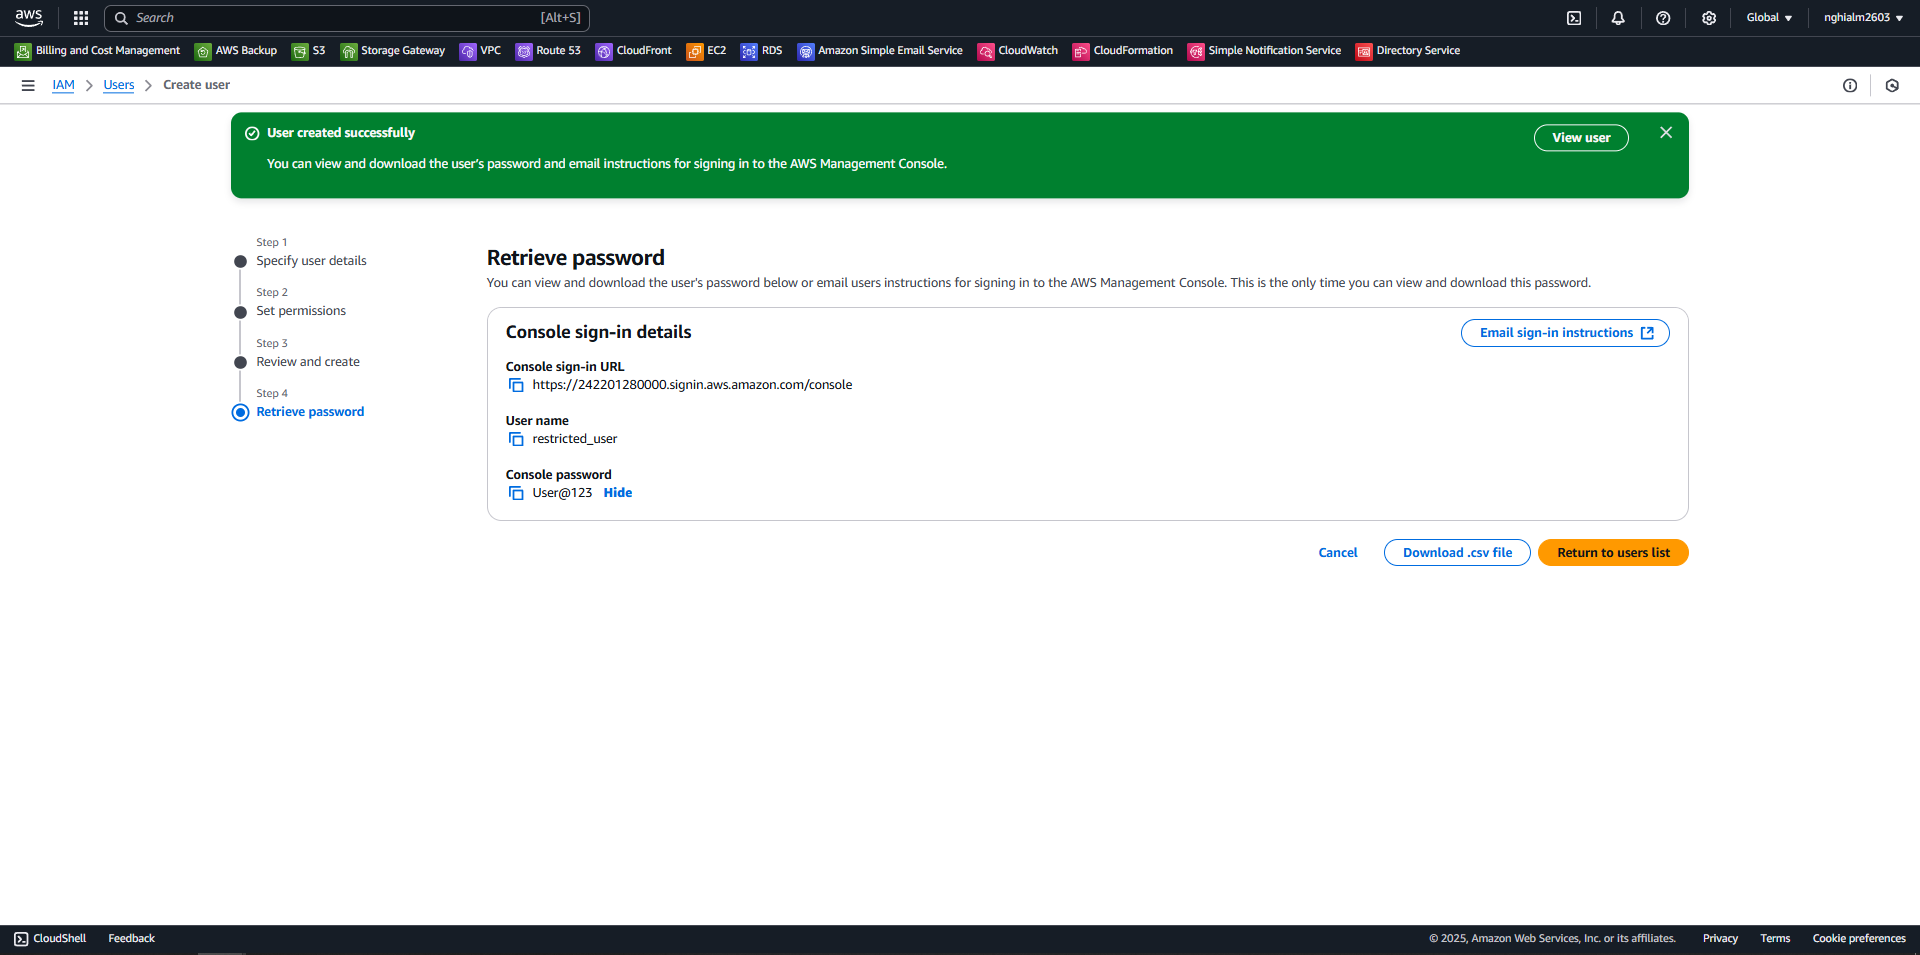 aws
Search [Alt+S]
Global
nghialm2603
Billing and Cost Management AWS Backup S3 Storage Gateway VPC Route 53 CloudFront EC2 RDS Amazon Simple Email Service CloudWatch CloudFormation Simple Notification Service Directory Service
IAM Users Create user
User created successfully
View user
You can view and download the user's password and email instructions for signing in to the AWS Management Console.
Step 1
Specify user details
Step 2
Set permissions
Step 3
Review and create
Step 4
Retrieve password
Retrieve password
You can view and download the user's password below or email users instructions for signing in to the AWS Management Console. This is the only time you can view and download this password.
Console sign-in details
Email sign-in instructions
Console sign-in URL
https://242201280000.signin.aws.amazon.com/console
User name
restricted_user
Console password
User@123 Hide
Cancel
Download .csv file
Return to users list
CloudShell Feedback
© 2025, Amazon Web Services, Inc. or its affiliates. Privacy Terms Cookie preferences